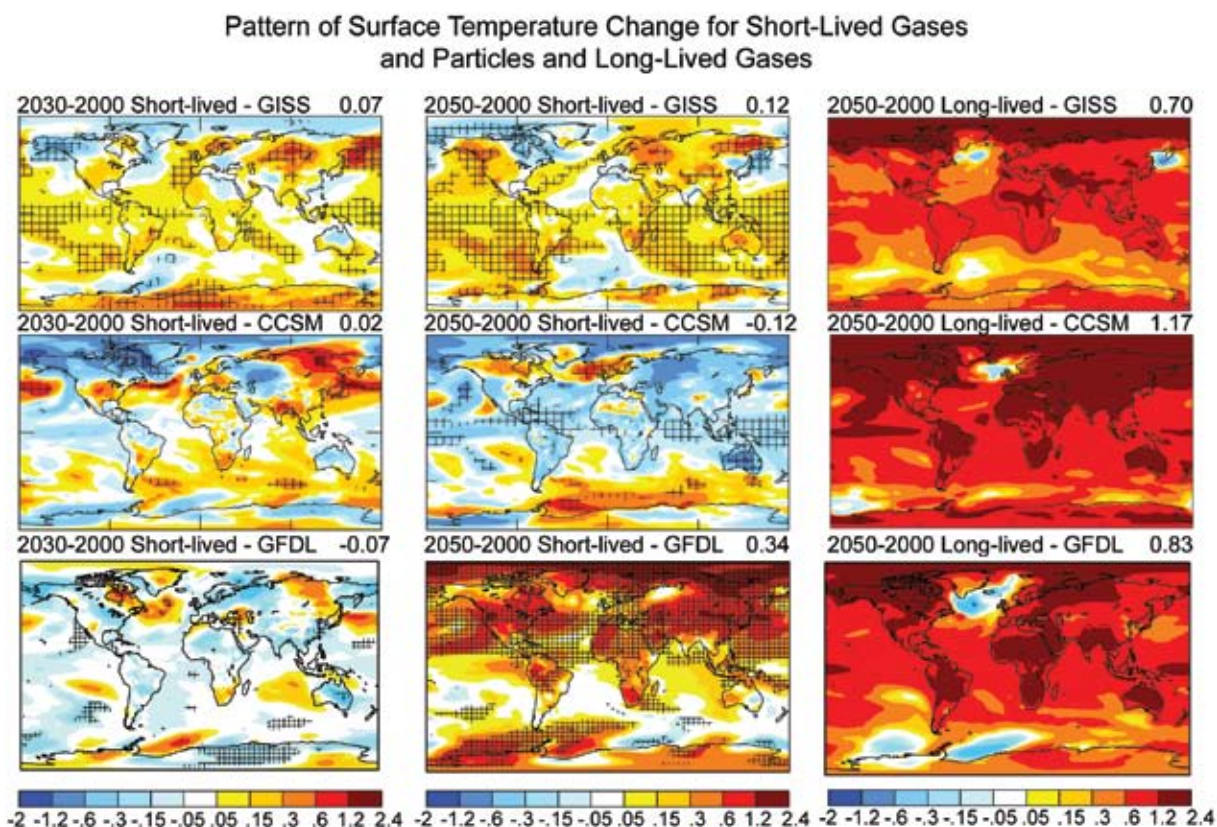 Pattern of Surface Temperature Change for Short-Lived Gases
and Particles and Long-Lived Gases
2030-2000 Short-lived - GISS 0.07
2050-2000 Short-lived - GISS 0.12
2050-2000 Long-lived - GISS 0.70
2030-2000 Short-lived - CCSM 0.02
2050-2000 Short-lived - CCSM -0.12
2050-2000 Long-lived - CCSM 1.17
2030-2000 Short-lived - GFDL -0.07
2050-2000 Short-lived - GFDL 0.34
2050-2000 Long-lived - GFDL 0.83
-2 -1.2 -.6 -.3 -.15 -.05 .05 .15 .3 .6 1.2 2.4
-2 -1.2 -.6 -.3 -.15 -.05 .05 .15 .3 .6 1.2 2.4
-2 -1.2 -.6 -.3 -.15 -.05 .05 .15 .3 .6 1.2 2.4